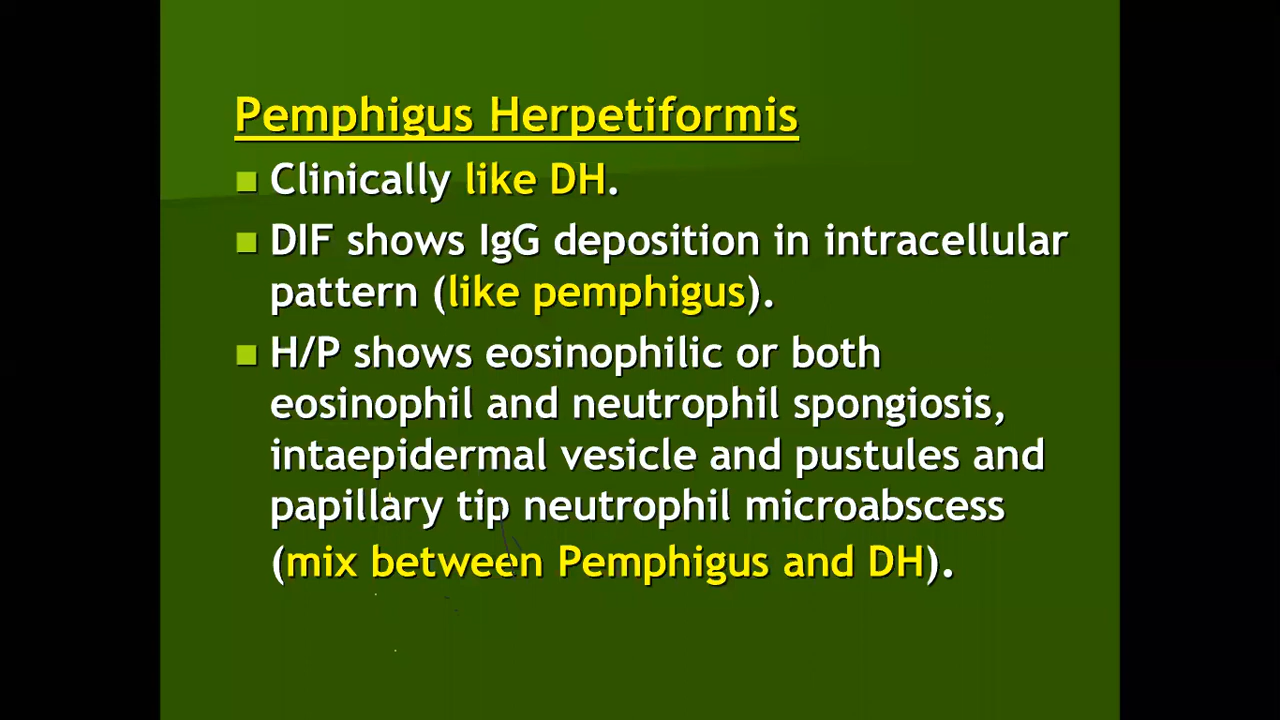 Pemphigus Herpetiformis
Clinically like DH.
DIF shows IgG deposition in intracellular
pattern (like pemphigus).
H/P shows eosinophilic or both
eosinophil and neutrophil spongiosis,
intaepidermal vesicle and pustules and
papillary tip neutrophil microabscess
(mix between Pemphigus and DH).